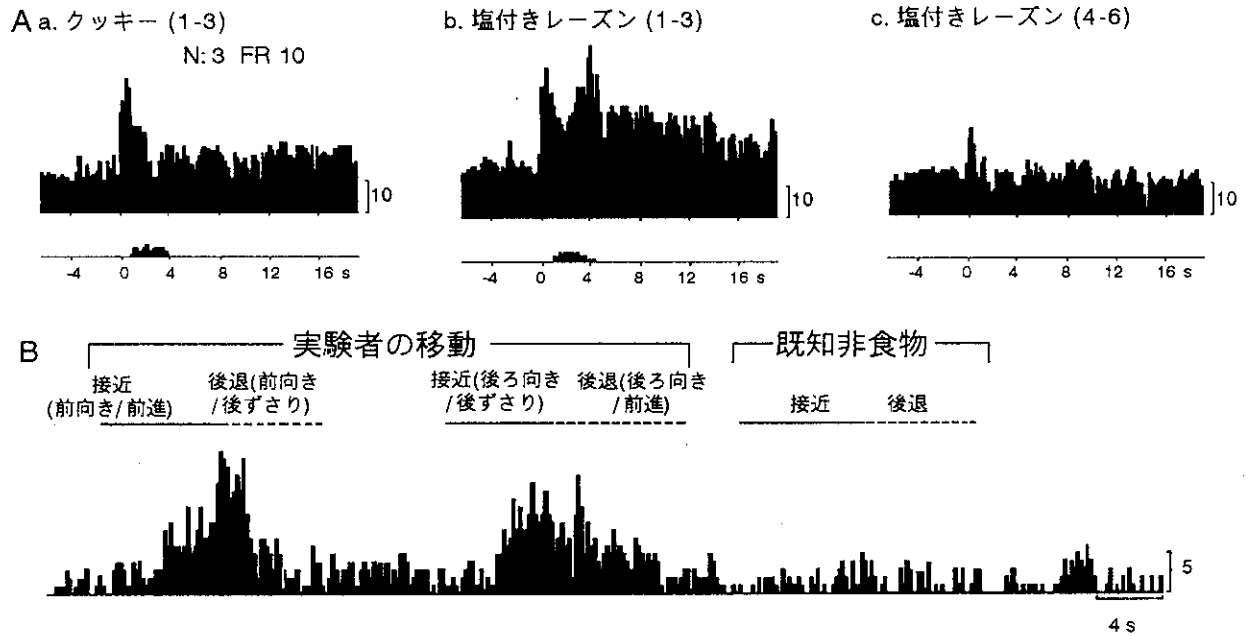 A a. クッキー (1-3)
N: 3 FR 10
10
-4 0 4 8 12 16 s
b. 塩付きレーズン (1-3)
10
-4 0 4 8 12 16 s
c. 塩付きレーズン (4-6)
10
-4 0 4 8 12 16 s
B
実験者の移動
既知非食物
接近
(前向き/前進)
後退(前向き
/後ずさり)
接近(後ろ向き
/後ずさり)
後退(後ろ向き
/前進)
接近
後退
5
4 s